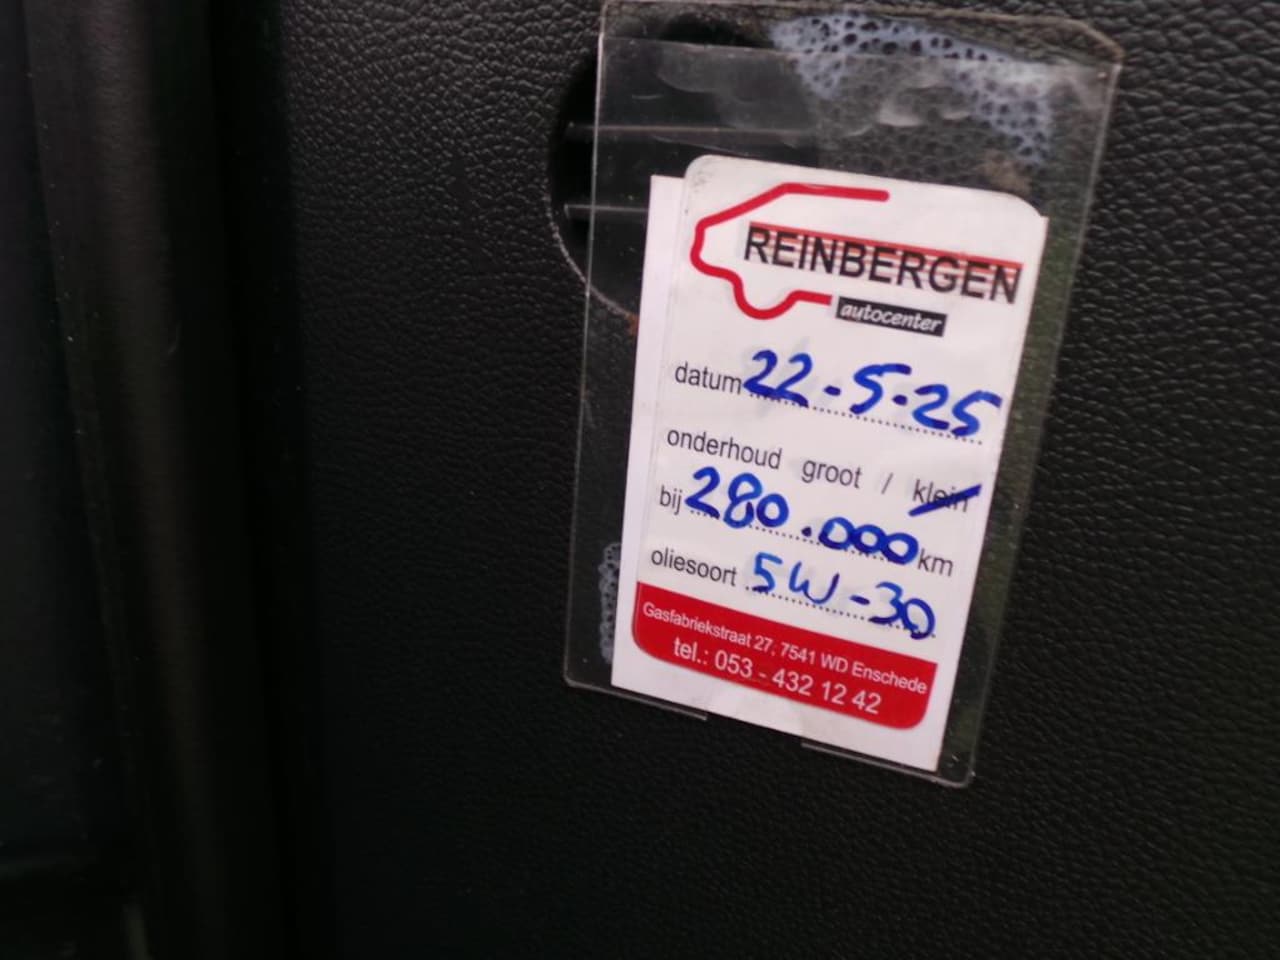 REINBERGEN
autocenter
datum 22-5-25
onderhoud groot / klein
bij 280.000 km
oliesoort 5W-30
Gasfabriekstraat 27, 7541 WD Enschede
tel.: 053 - 432 12 42